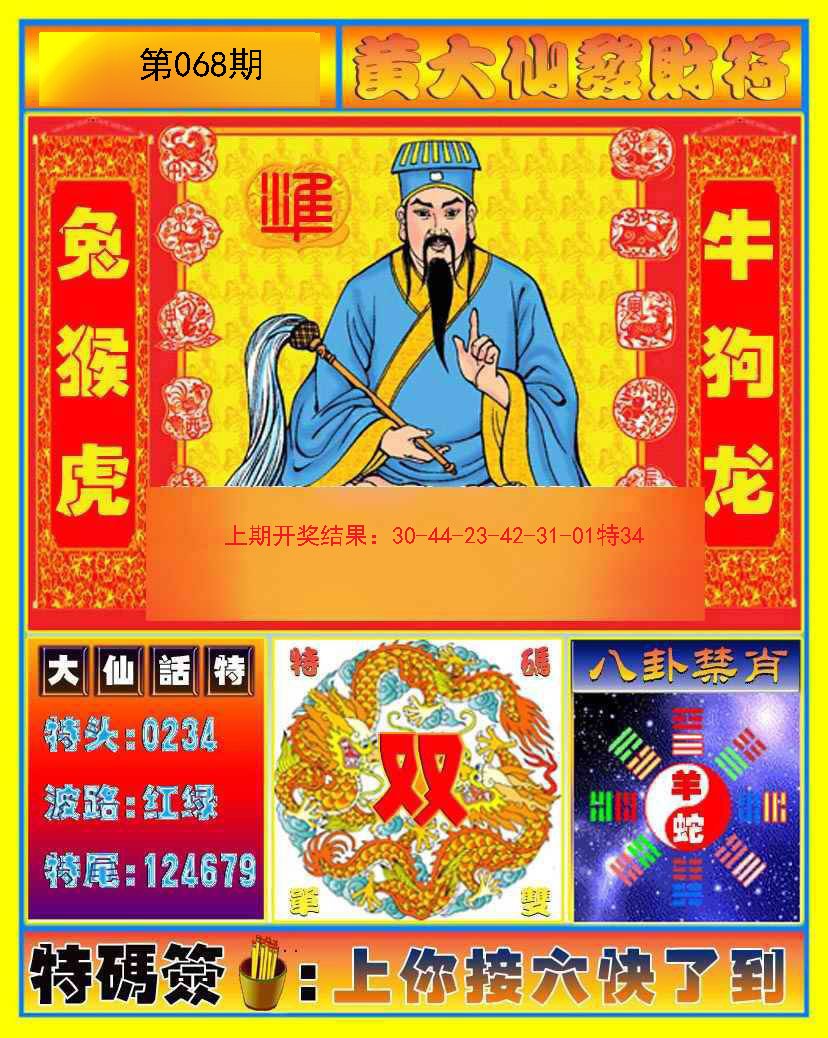 第068期
黄大仙發財符
兔猴虎
牛狗龙
上期开奖结果：30-44-23-42-31-01特34
大仙話特
特头:0234
波路:红绿
特尾:124679
特碼
双
單雙
八卦禁肖
羊
蛇
特碼簽:上你接六快了到